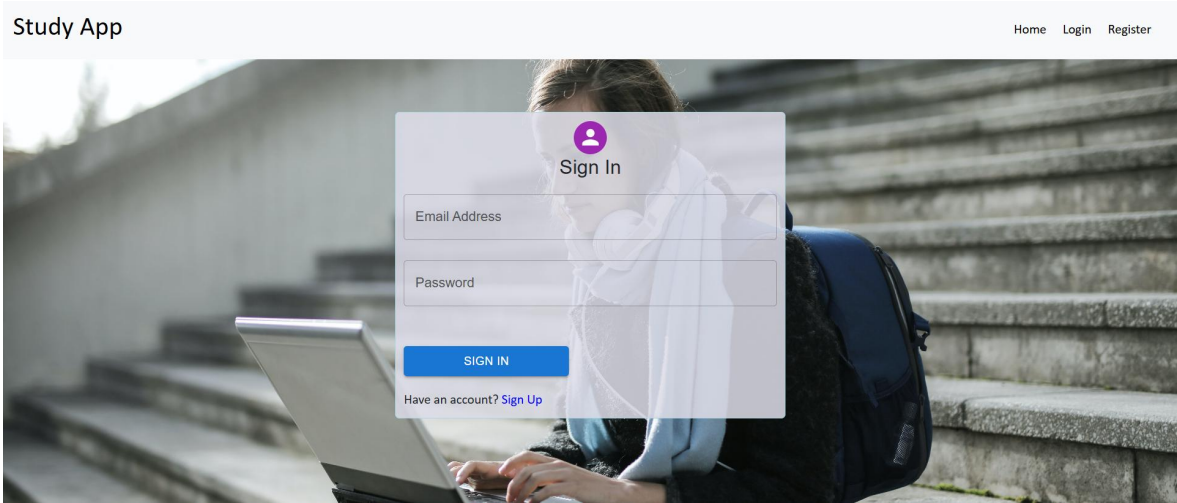 Study App
Home Login Register
Sign In
Email Address
Password
SIGN IN
Have an account? Sign Up